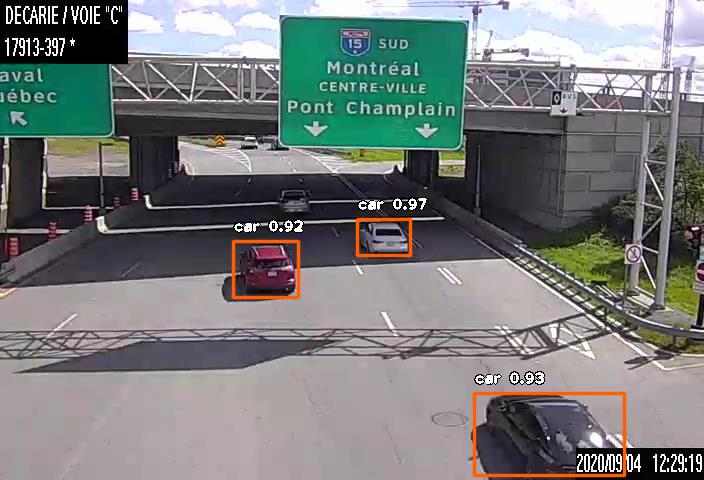 DECARIE / VOIE "C"
17913-397 *
aval
uébec
15 SUD
Montréal
CENTRE-VILLE
Pont Champlain
car 0.97
car 0.92
car 0.93
2020/09/04 12:29:19